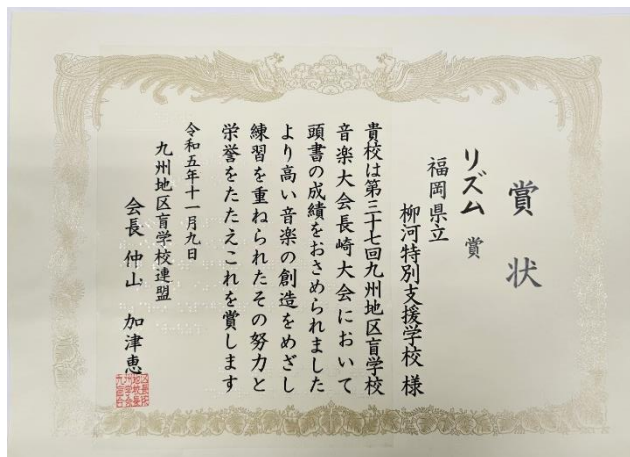 賞状
リズム賞
福岡県立
柳河特別支援学校 様
貴校は第三十七回九州地区盲学校
音楽大会長崎大会において
頭書の成績をおさめられました
より高い音楽の創造をめざし
練習を重ねられたその努力と
栄誉をたたえこれを賞します
令和五年十一月九日
九州地区盲学校連盟
会長 仲山 加津恵